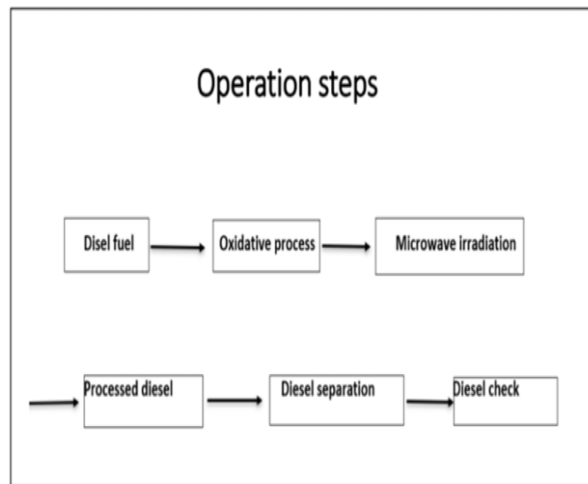 Operation steps
Disel fuel
Oxidative process
Microwave irradiation
Processed diesel
Diesel separation
Diesel check